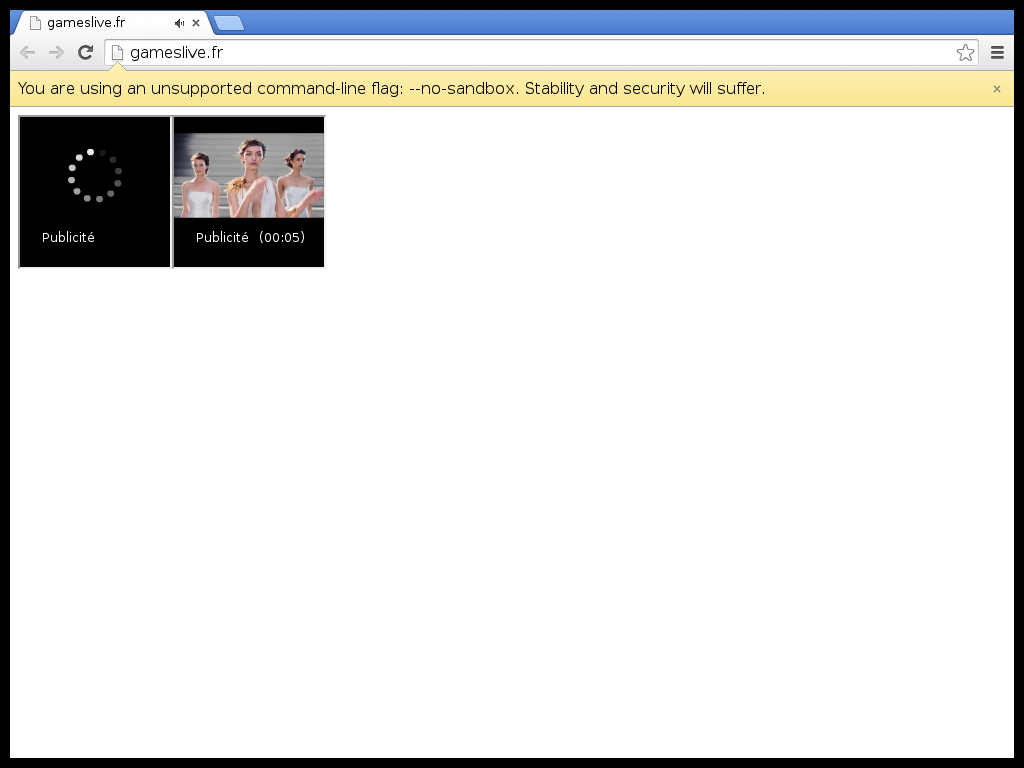 gameslive.fr
gameslive.fr
You are using an unsupported command-line flag: --no-sandbox. Stability and security will suffer.
Publicité
Publicité (00:05)